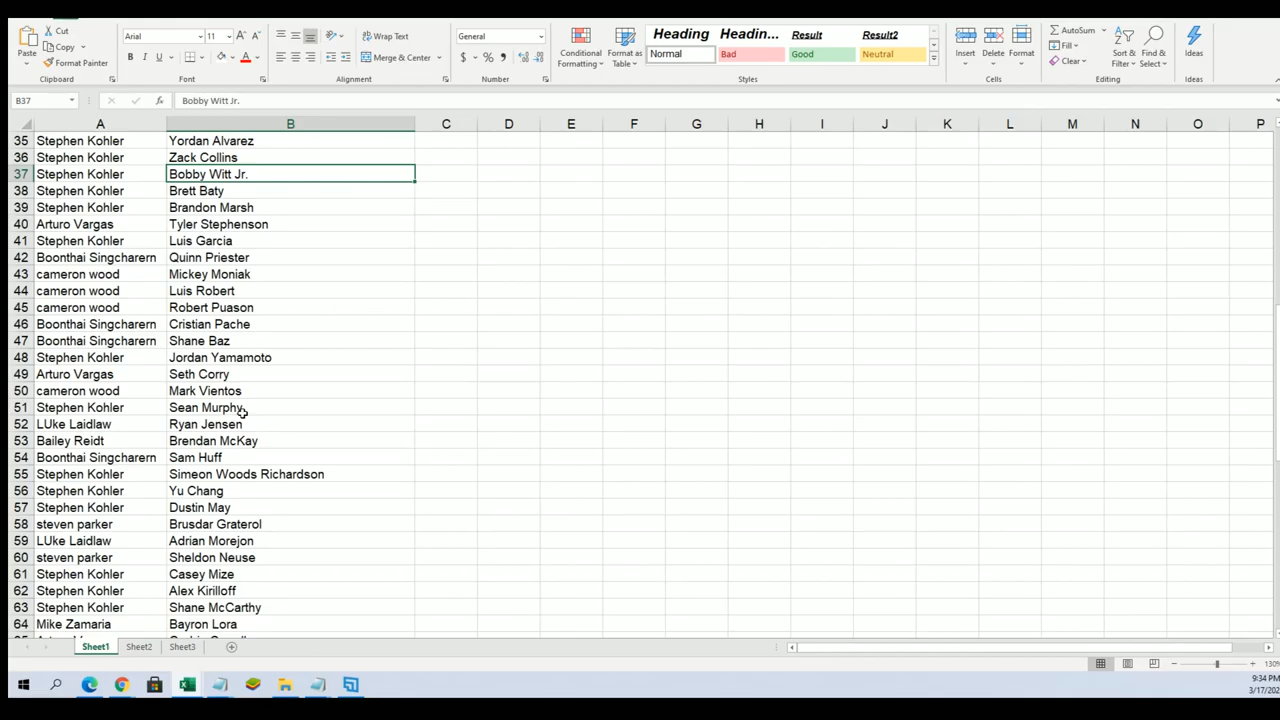 Cut
Copy
Format Painter
Paste
Clipboard
Arial
11
A A
B I U
A
Font
Wrap Text
Merge & Center
Alignment
General
$ % ,
Number
Conditional
Formatting
Format as
Table
Heading Headin... Result Result2
Normal Bad Good Neutral
Styles
Insert Delete Format
Cells
AutoSum
Fill
Clear
Sort &
Filter
Find &
Select
Editing
Ideas
Ideas
B37 fx Bobby Witt Jr.
A B C D E F G H I J K L M N O P
35 Stephen Kohler Yordan Alvarez
36 Stephen Kohler Zack Collins
37 Stephen Kohler Bobby Witt Jr.
38 Stephen Kohler Brett Baty
39 Stephen Kohler Brandon Marsh
40 Arturo Vargas Tyler Stephenson
41 Stephen Kohler Luis Garcia
42 Boonthai Singcharern Quinn Priester
43 cameron wood Mickey Moniak
44 cameron wood Luis Robert
45 cameron wood Robert Puason
46 Boonthai Singcharern Cristian Pache
47 Boonthai Singcharern Shane Baz
48 Stephen Kohler Jordan Yamamoto
49 Arturo Vargas Seth Corry
50 cameron wood Mark Vientos
51 Stephen Kohler Sean Murphy
52 LUke Laidlaw Ryan Jensen
53 Bailey Reidt Brendan McKay
54 Boonthai Singcharern Sam Huff
55 Stephen Kohler Simeon Woods Richardson
56 Stephen Kohler Yu Chang
57 Stephen Kohler Dustin May
58 steven parker Brusdar Graterol
59 LUke Laidlaw Adrian Morejon
60 steven parker Sheldon Neuse
61 Stephen Kohler Casey Mize
62 Stephen Kohler Alex Kirilloff
63 Stephen Kohler Shane McCarthy
64 Mike Zamaria Bayron Lora
Sheet1 Sheet2 Sheet3
130%
9:34 PM
3/17/202